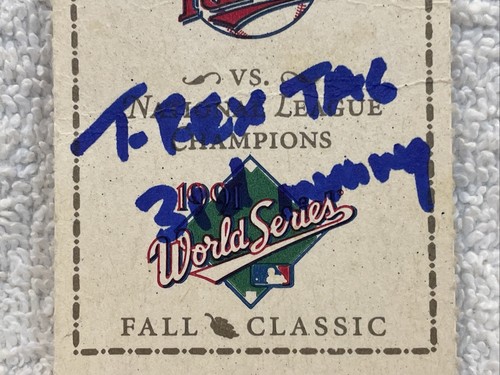 VS.
T-REX TAG
NATIONAL LEAGUE
CHAMPIONS
3rd inning
1991
World Series
FALL CLASSIC